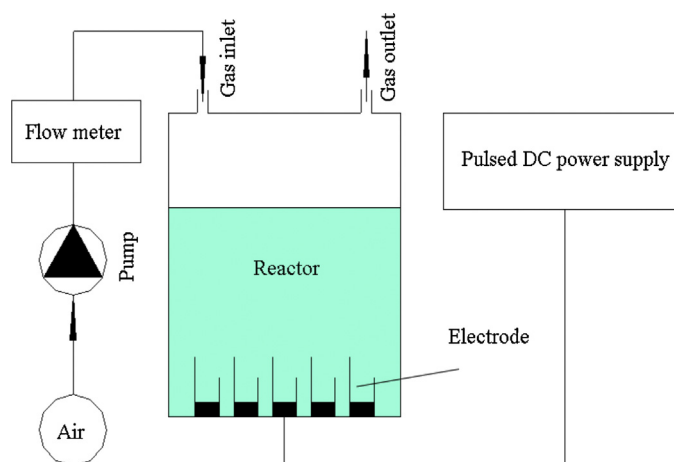 Gas inlet
Gas outlet
Flow meter
Pulsed DC power supply
Pump
Reactor
Electrode
Air